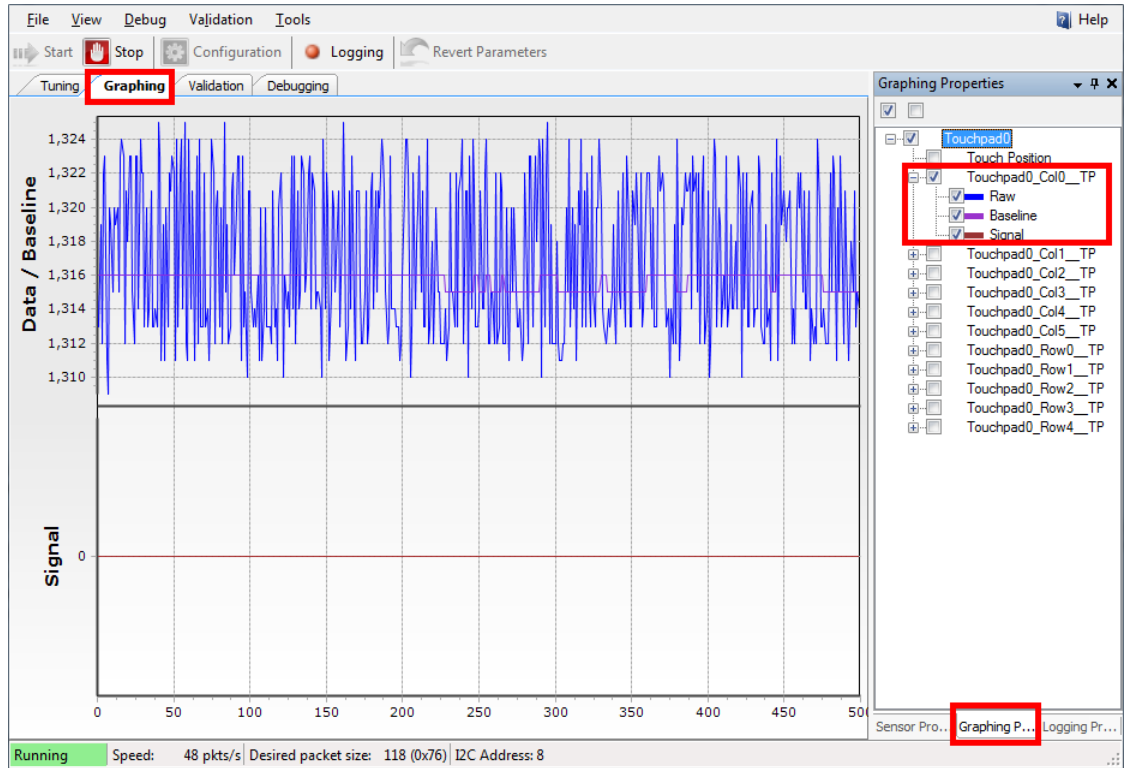 File View Debug Validation Tools Help
Start Stop Configuration Logging Revert Parameters
Tuning Graphing Validation Debugging
Data / Baseline
1,324
1,322
1,320
1,318
1,316
1,314
1,312
1,310
Signal
0
0 50 100 150 200 250 300 350 400 450 50
Graphing Properties
Touchpad0
Touch Position
Touchpad0_Col0__TP
Raw
Baseline
Signal
Touchpad0_Col1__TP
Touchpad0_Col2__TP
Touchpad0_Col3__TP
Touchpad0_Col4__TP
Touchpad0_Col5__TP
Touchpad0_Row0__TP
Touchpad0_Row1__TP
Touchpad0_Row2__TP
Touchpad0_Row3__TP
Touchpad0_Row4__TP
Sensor Pro... Graphing P... Logging Pr...
Running Speed: 48 pkts/s Desired packet size: 118 (0x76) I2C Address: 8